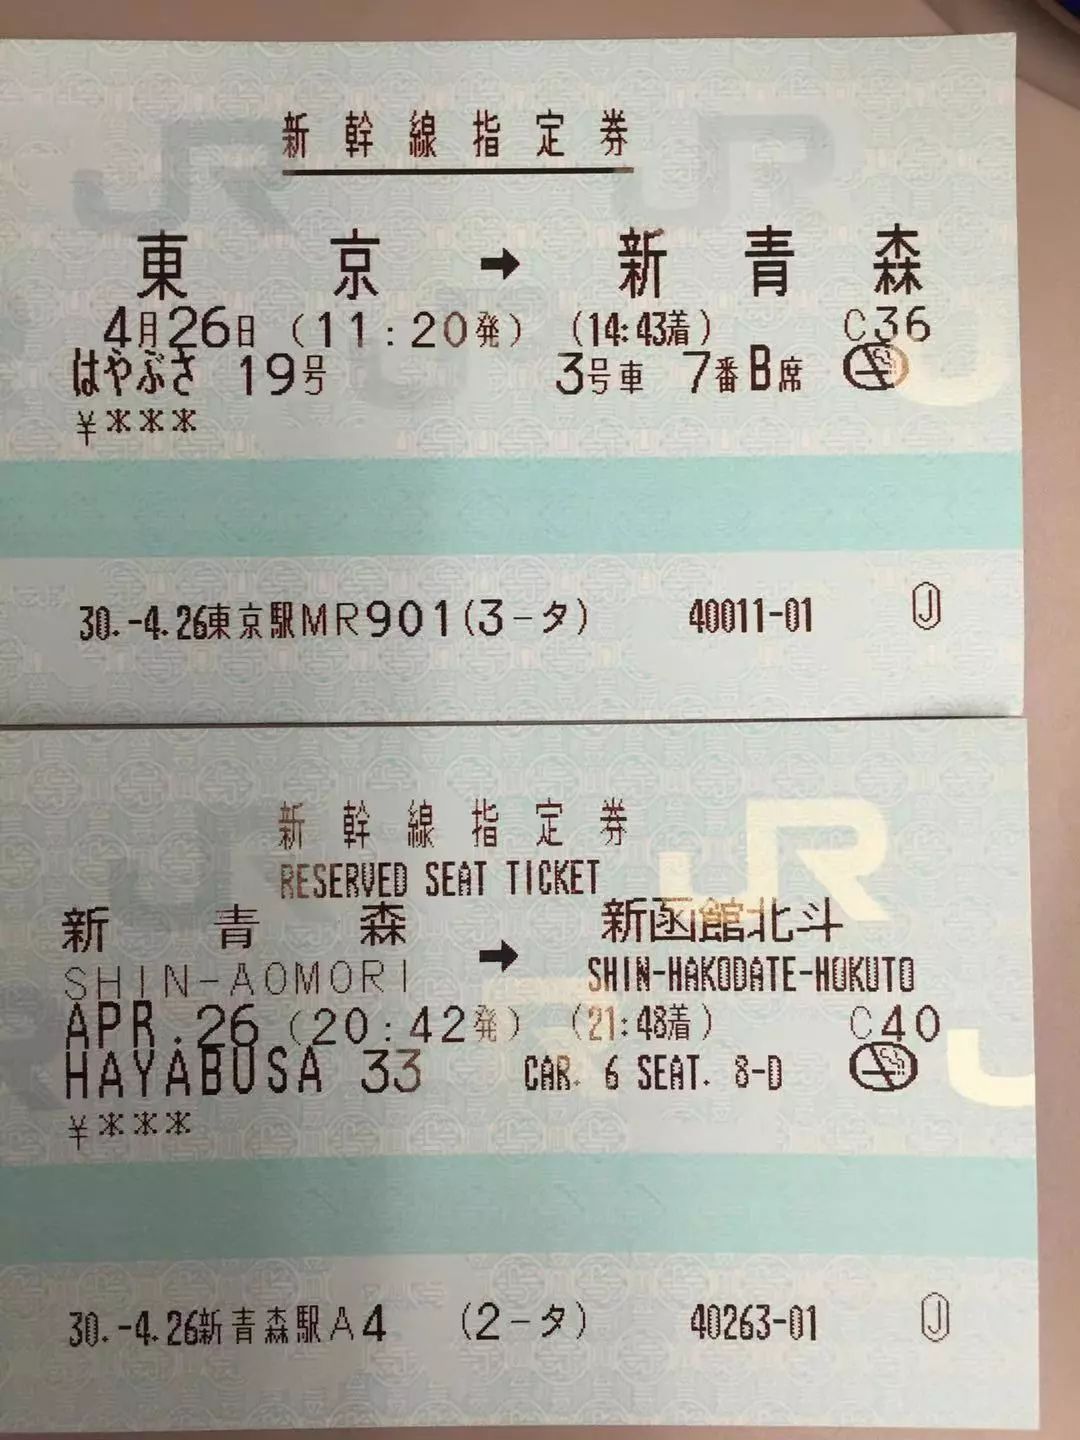 新幹線指定券
東京 → 新青森
4月26日 (11:20発) (14:43着) C36
はやぶさ 19号 3号車 7番B席
¥***
30.-4.26東京駅MR901(3-タ) 40011-01 J
新幹線指定券
RESERVED SEAT TICKET
新青森 → 新函館北斗
SHIN-AOMORI SHIN-HAKODATE-HOKUTO
APR.26 (20:42発) (21:48着) C40
HAYABUSA 33 CAR. 6 SEAT. 8-D
¥***
30.-4.26新青森駅A4 (2-タ) 40263-01 J